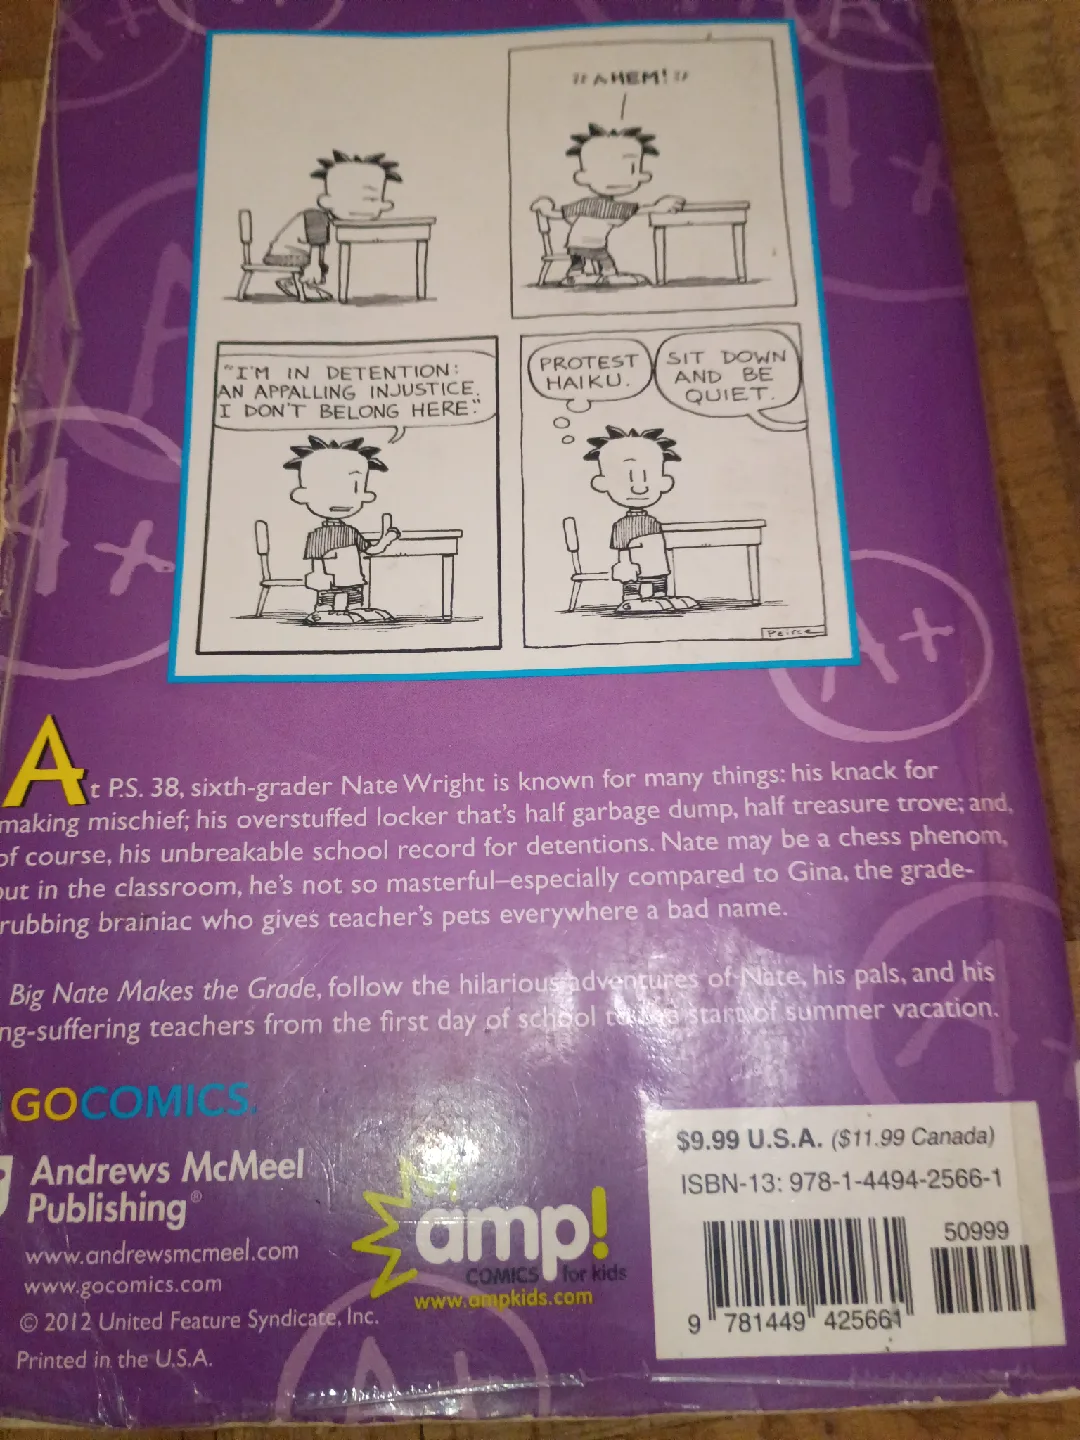 "AHEM!"
"I'M IN DETENTION:
AN APPALLING INJUSTICE.
I DON'T BELONG HERE."
PROTEST
HAIKU.
SIT DOWN
AND BE
QUIET.
Peirce
At P.S. 38, sixth-grader Nate Wright is known for many things: his knack for
making mischief; his overstuffed locker that's half garbage dump, half treasure trove; and,
of course, his unbreakable school record for detentions. Nate may be a chess phenom,
out in the classroom, he's not so masterful–especially compared to Gina, the grade-
rubbing brainiac who gives teacher's pets everywhere a bad name.
Big Nate Makes the Grade, follow the hilarious adventures of Nate, his pals, and his
ng-suffering teachers from the first day of school to the start of summer vacation.
GOCOMICS.
Andrews McMeel
Publishing®
www.andrewsmcmeel.com
www.gocomics.com
© 2012 United Feature Syndicate, Inc.
Printed in the U.S.A.
amp!
COMICS for kids
www.ampkids.com
$9.99 U.S.A. ($11.99 Canada)
ISBN-13: 978-1-4494-2566-1
50999
9 781449 425661
A+
A+
A+
A+
A+
A+
A+